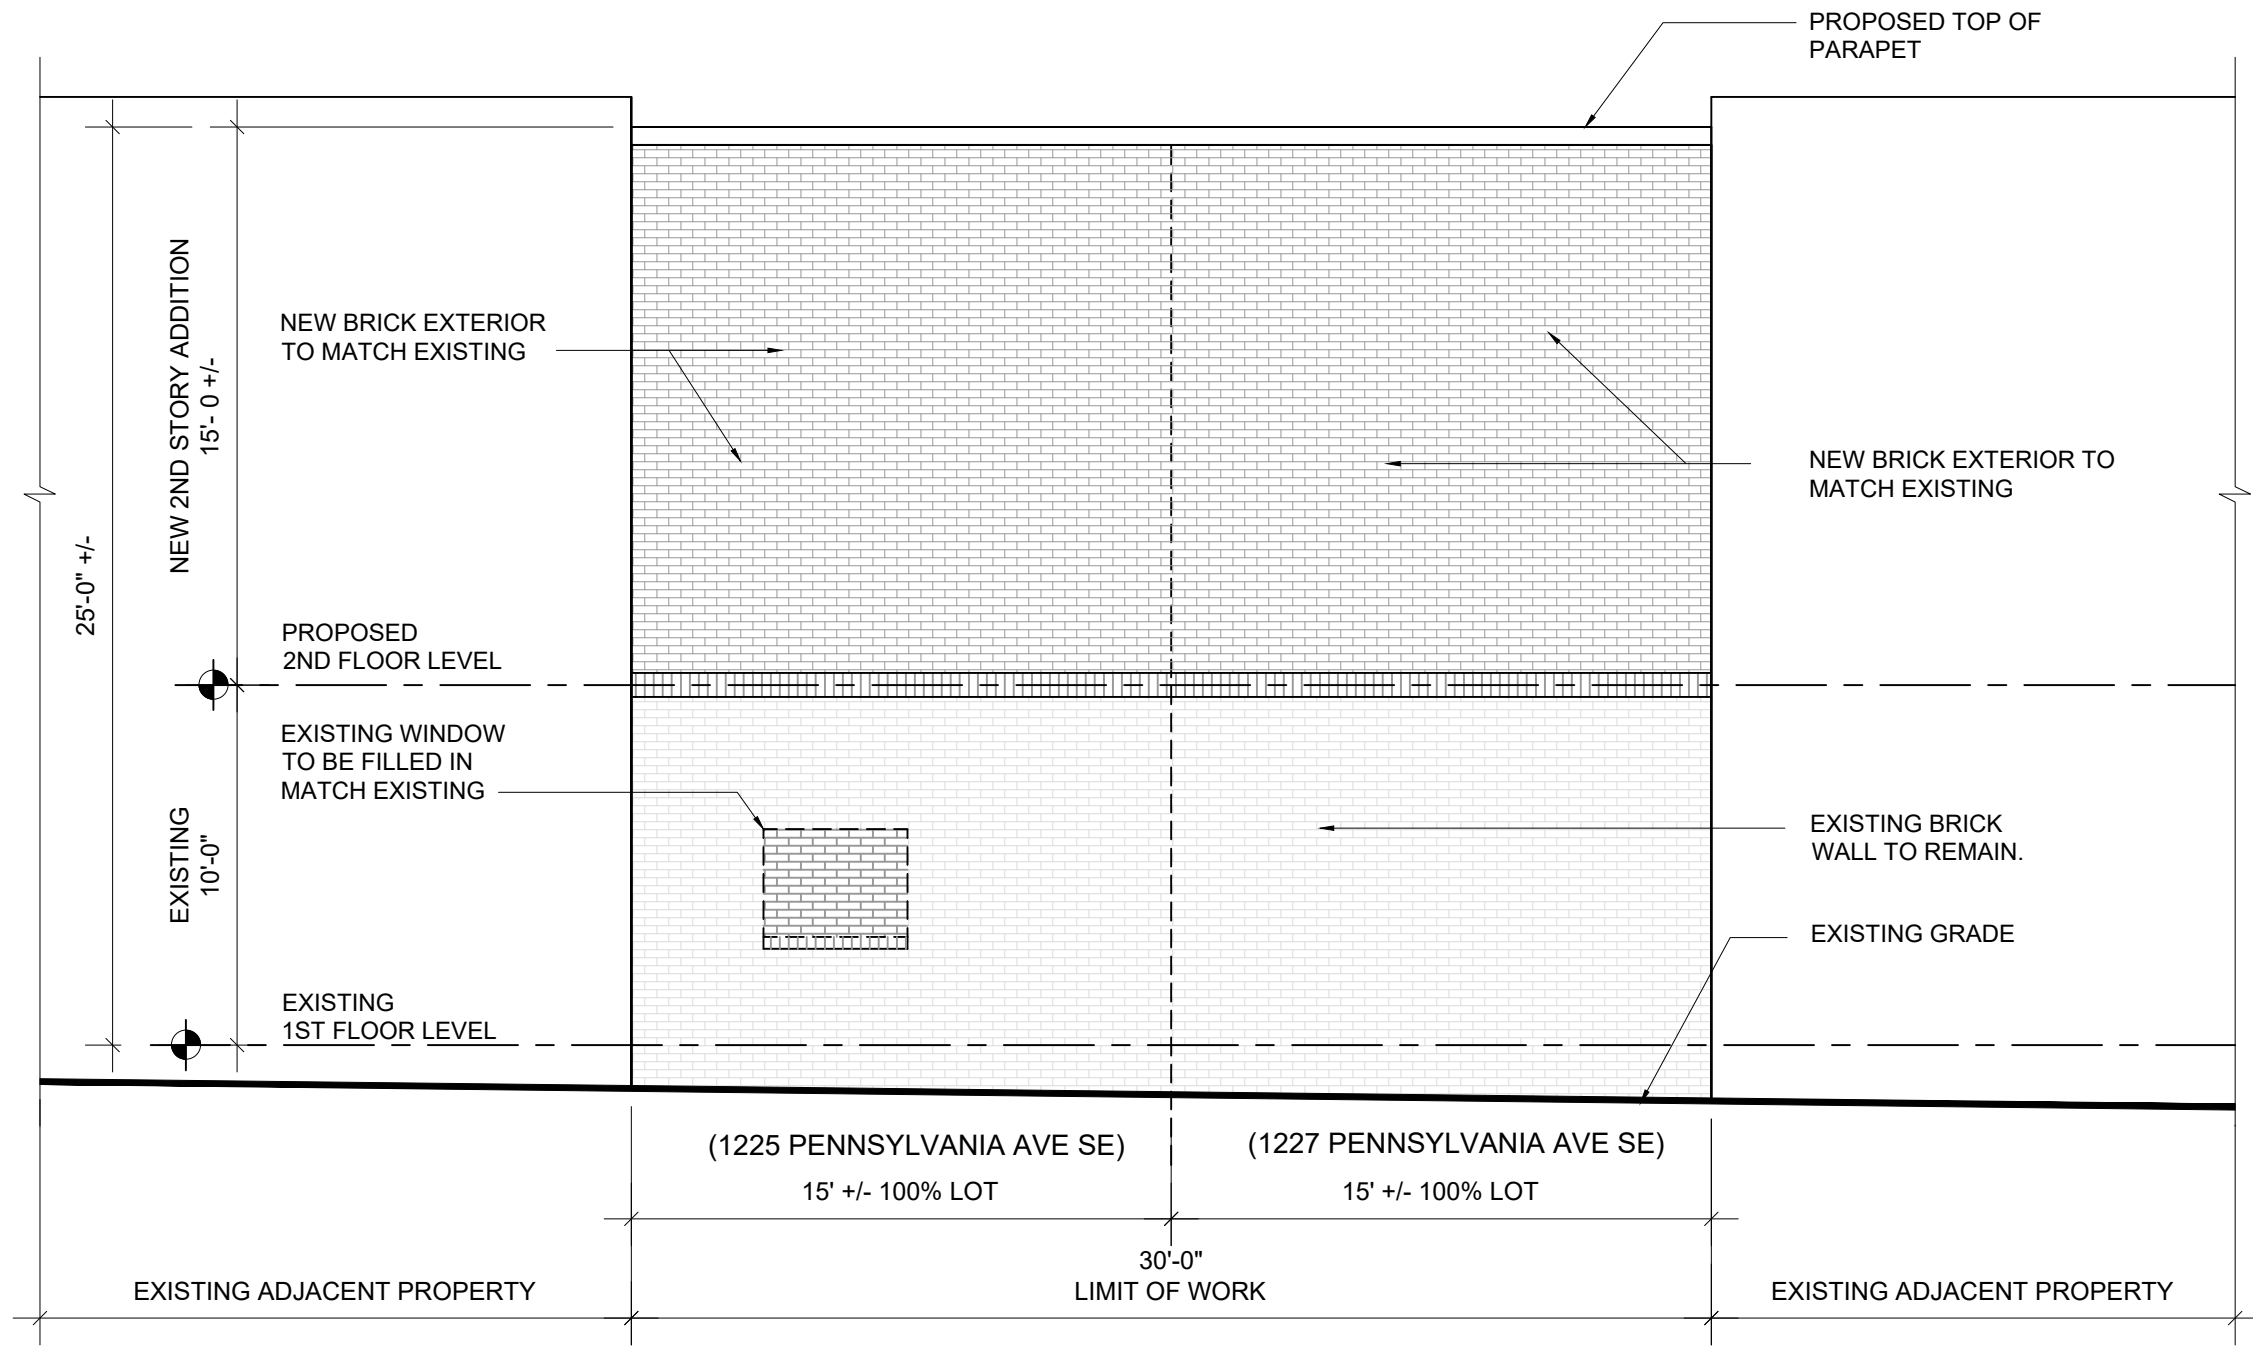 PROPOSED TOP OF
PARAPET
NEW 2ND STORY ADDITION
15'- 0 +/-
25'-0" +/-
NEW BRICK EXTERIOR
TO MATCH EXISTING
NEW BRICK EXTERIOR TO
MATCH EXISTING
PROPOSED
2ND FLOOR LEVEL
EXISTING WINDOW
TO BE FILLED IN
MATCH EXISTING
EXISTING
10'-0"
EXISTING BRICK
WALL TO REMAIN.
EXISTING GRADE
EXISTING
1ST FLOOR LEVEL
(1225 PENNSYLVANIA AVE SE)
(1227 PENNSYLVANIA AVE SE)
15' +/- 100% LOT
15' +/- 100% LOT
30'-0"
LIMIT OF WORK
EXISTING ADJACENT PROPERTY
EXISTING ADJACENT PROPERTY